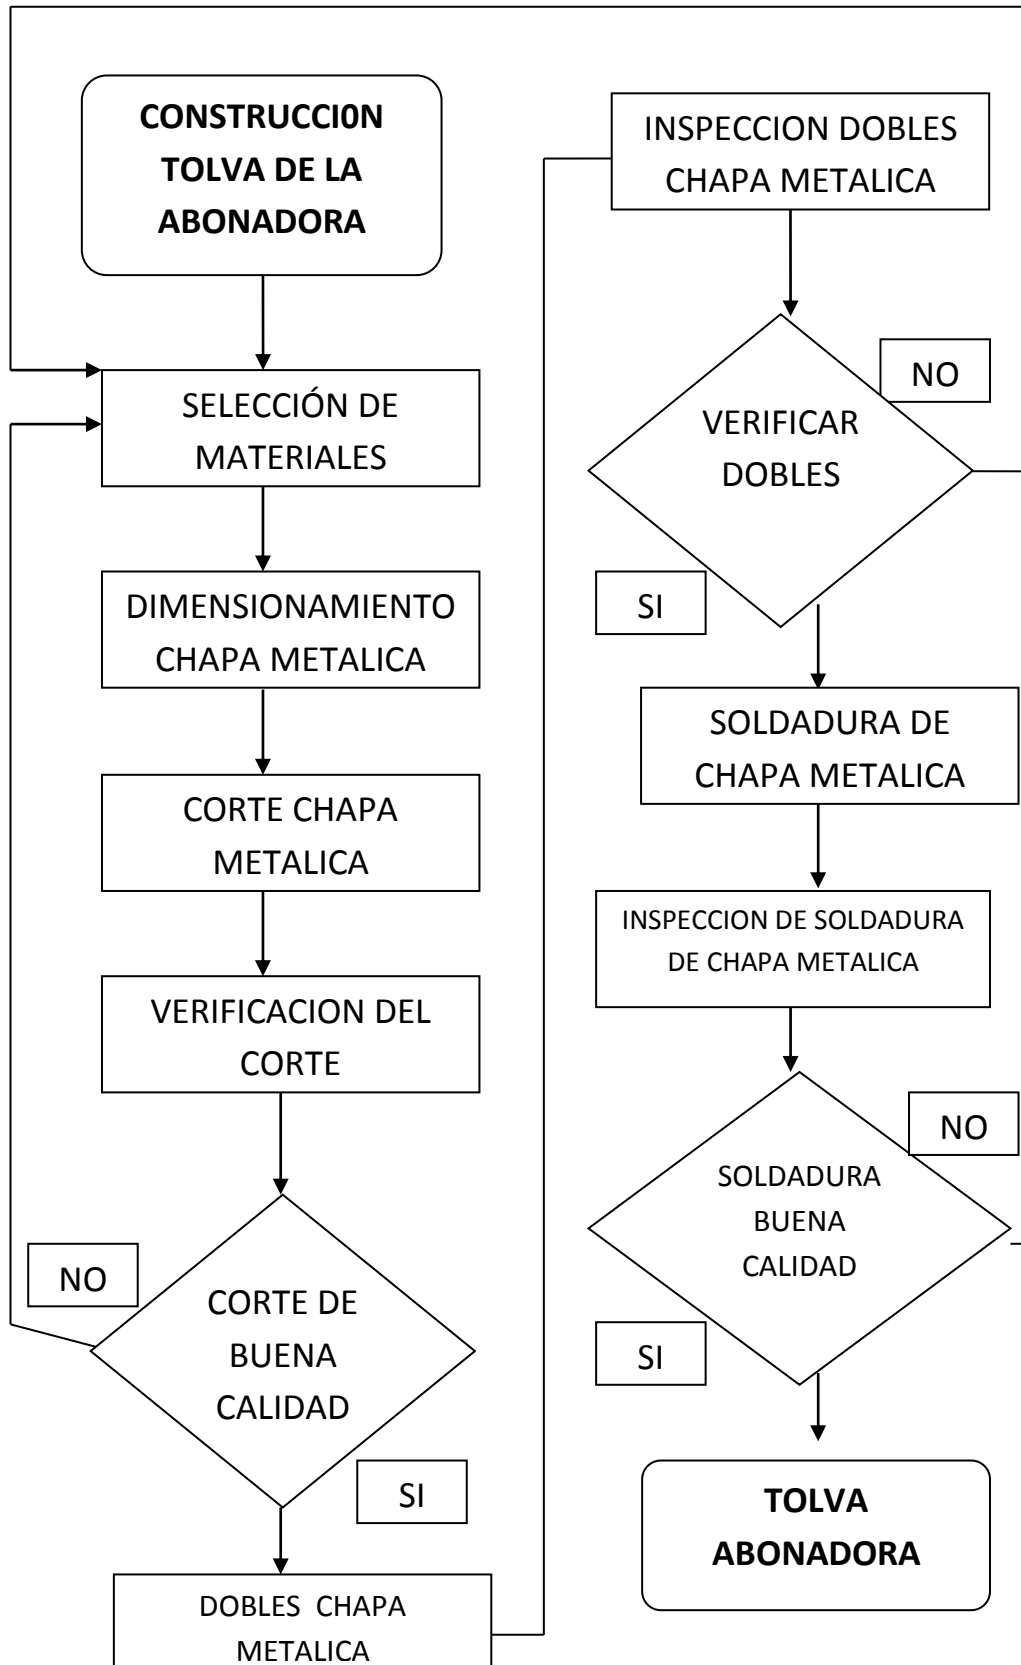 CONSTRUCCI0N
TOLVA DE LA
ABONADORA
SELECCIÓN DE
MATERIALES
DIMENSIONAMIENTO
CHAPA METALICA
CORTE CHAPA
METALICA
VERIFICACION DEL
CORTE
NO
CORTE DE
BUENA
CALIDAD
SI
DOBLES CHAPA
METALICA
INSPECCION DOBLES
CHAPA METALICA
NO
VERIFICAR
DOBLES
SI
SOLDADURA DE
CHAPA METALICA
INSPECCION DE SOLDADURA
DE CHAPA METALICA
NO
SOLDADURA
BUENA
CALIDAD
SI
TOLVA
ABONADORA